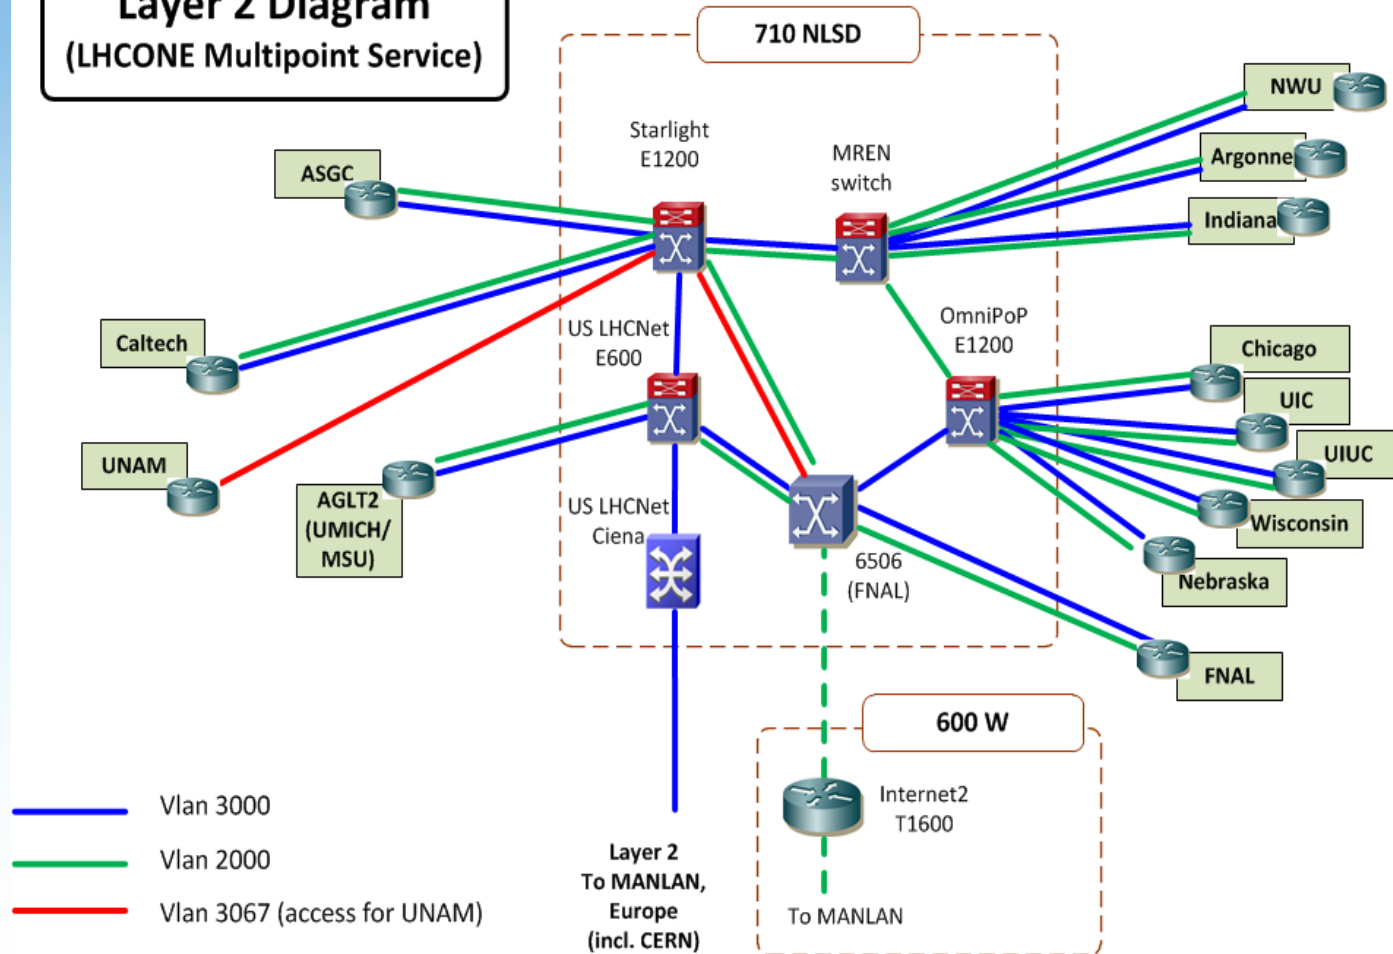 Layer 2 Diagram
(LHCONE Multipoint Service)
710 NLSD
Starlight
E1200
MREN
switch
NWU
Argonne
Indiana
ASGC
Caltech
UNAM
US LHCNet
E600
OmniPoP
E1200
Chicago
UIC
UIUC
Wisconsin
Nebraska
AGLT2
(UMICH/
MSU)
US LHCNet
Ciena
6506
(FNAL)
FNAL
600 W
Internet2
T1600
To MANLAN
Layer 2
To MANLAN,
Europe
(incl. CERN)
Vlan 3000
Vlan 2000
Vlan 3067 (access for UNAM)